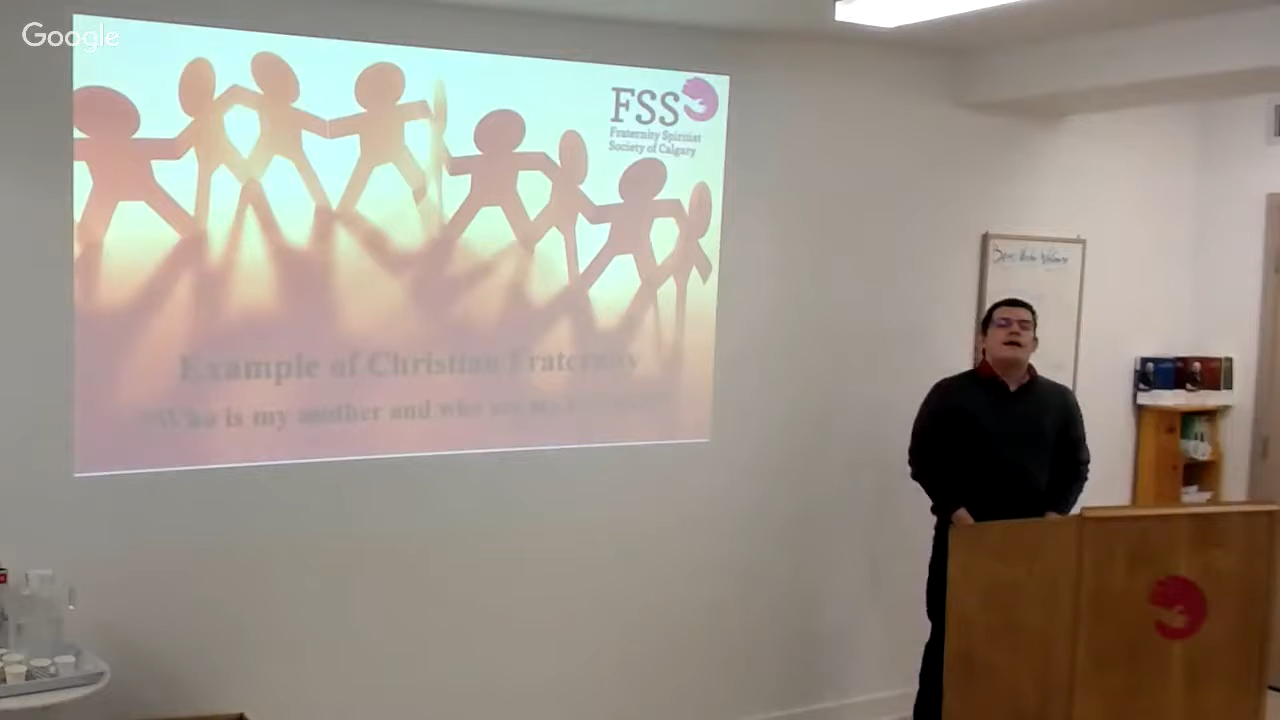 Google
FSS
Fraternity Spiritist
Society of Calgary
Example of Christian Fraternity
Who is my mother and who are my